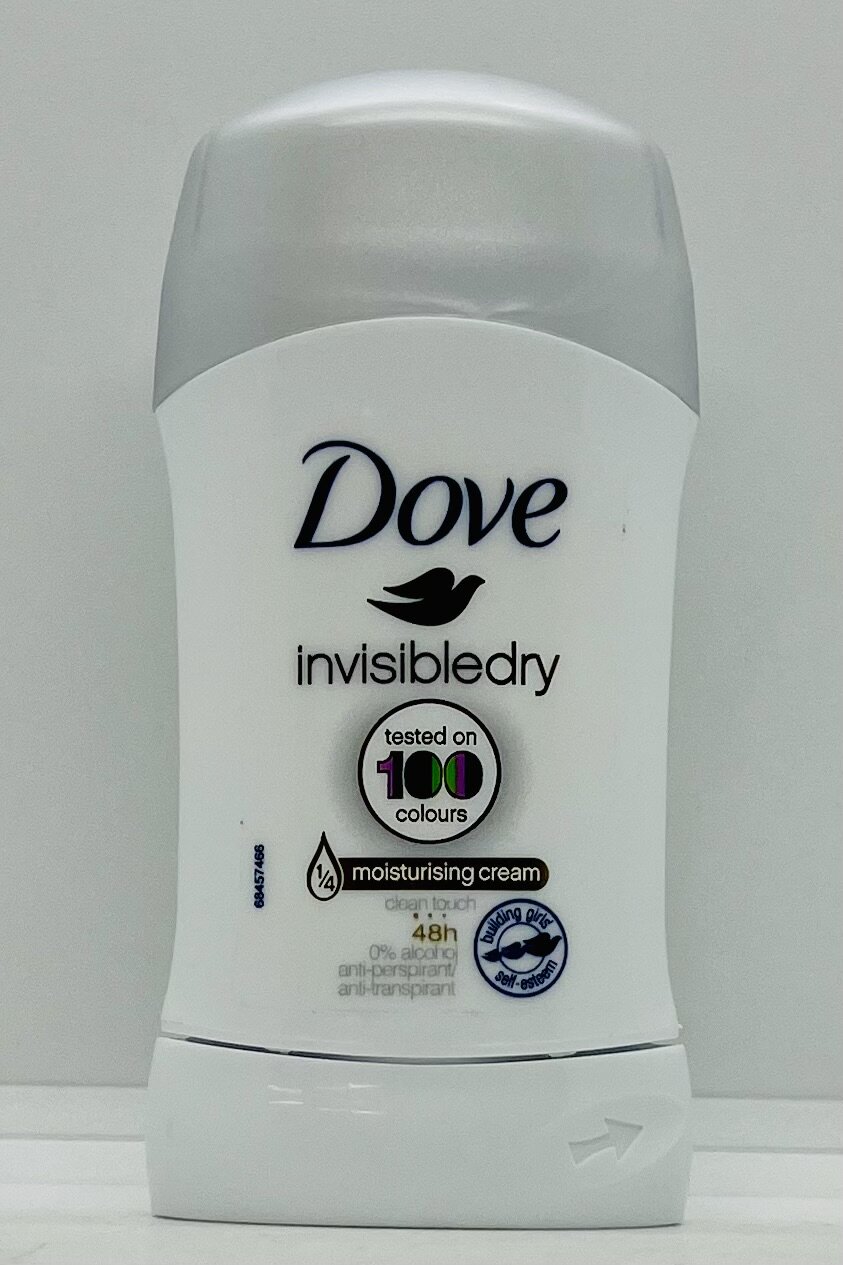 Dove
invisibledry
tested on
100
colours
1/4
moisturising cream
clean touch
48h
0% alcohol
anti-perspirant/
anti-transpirant
building girls'
self-esteem
68457466